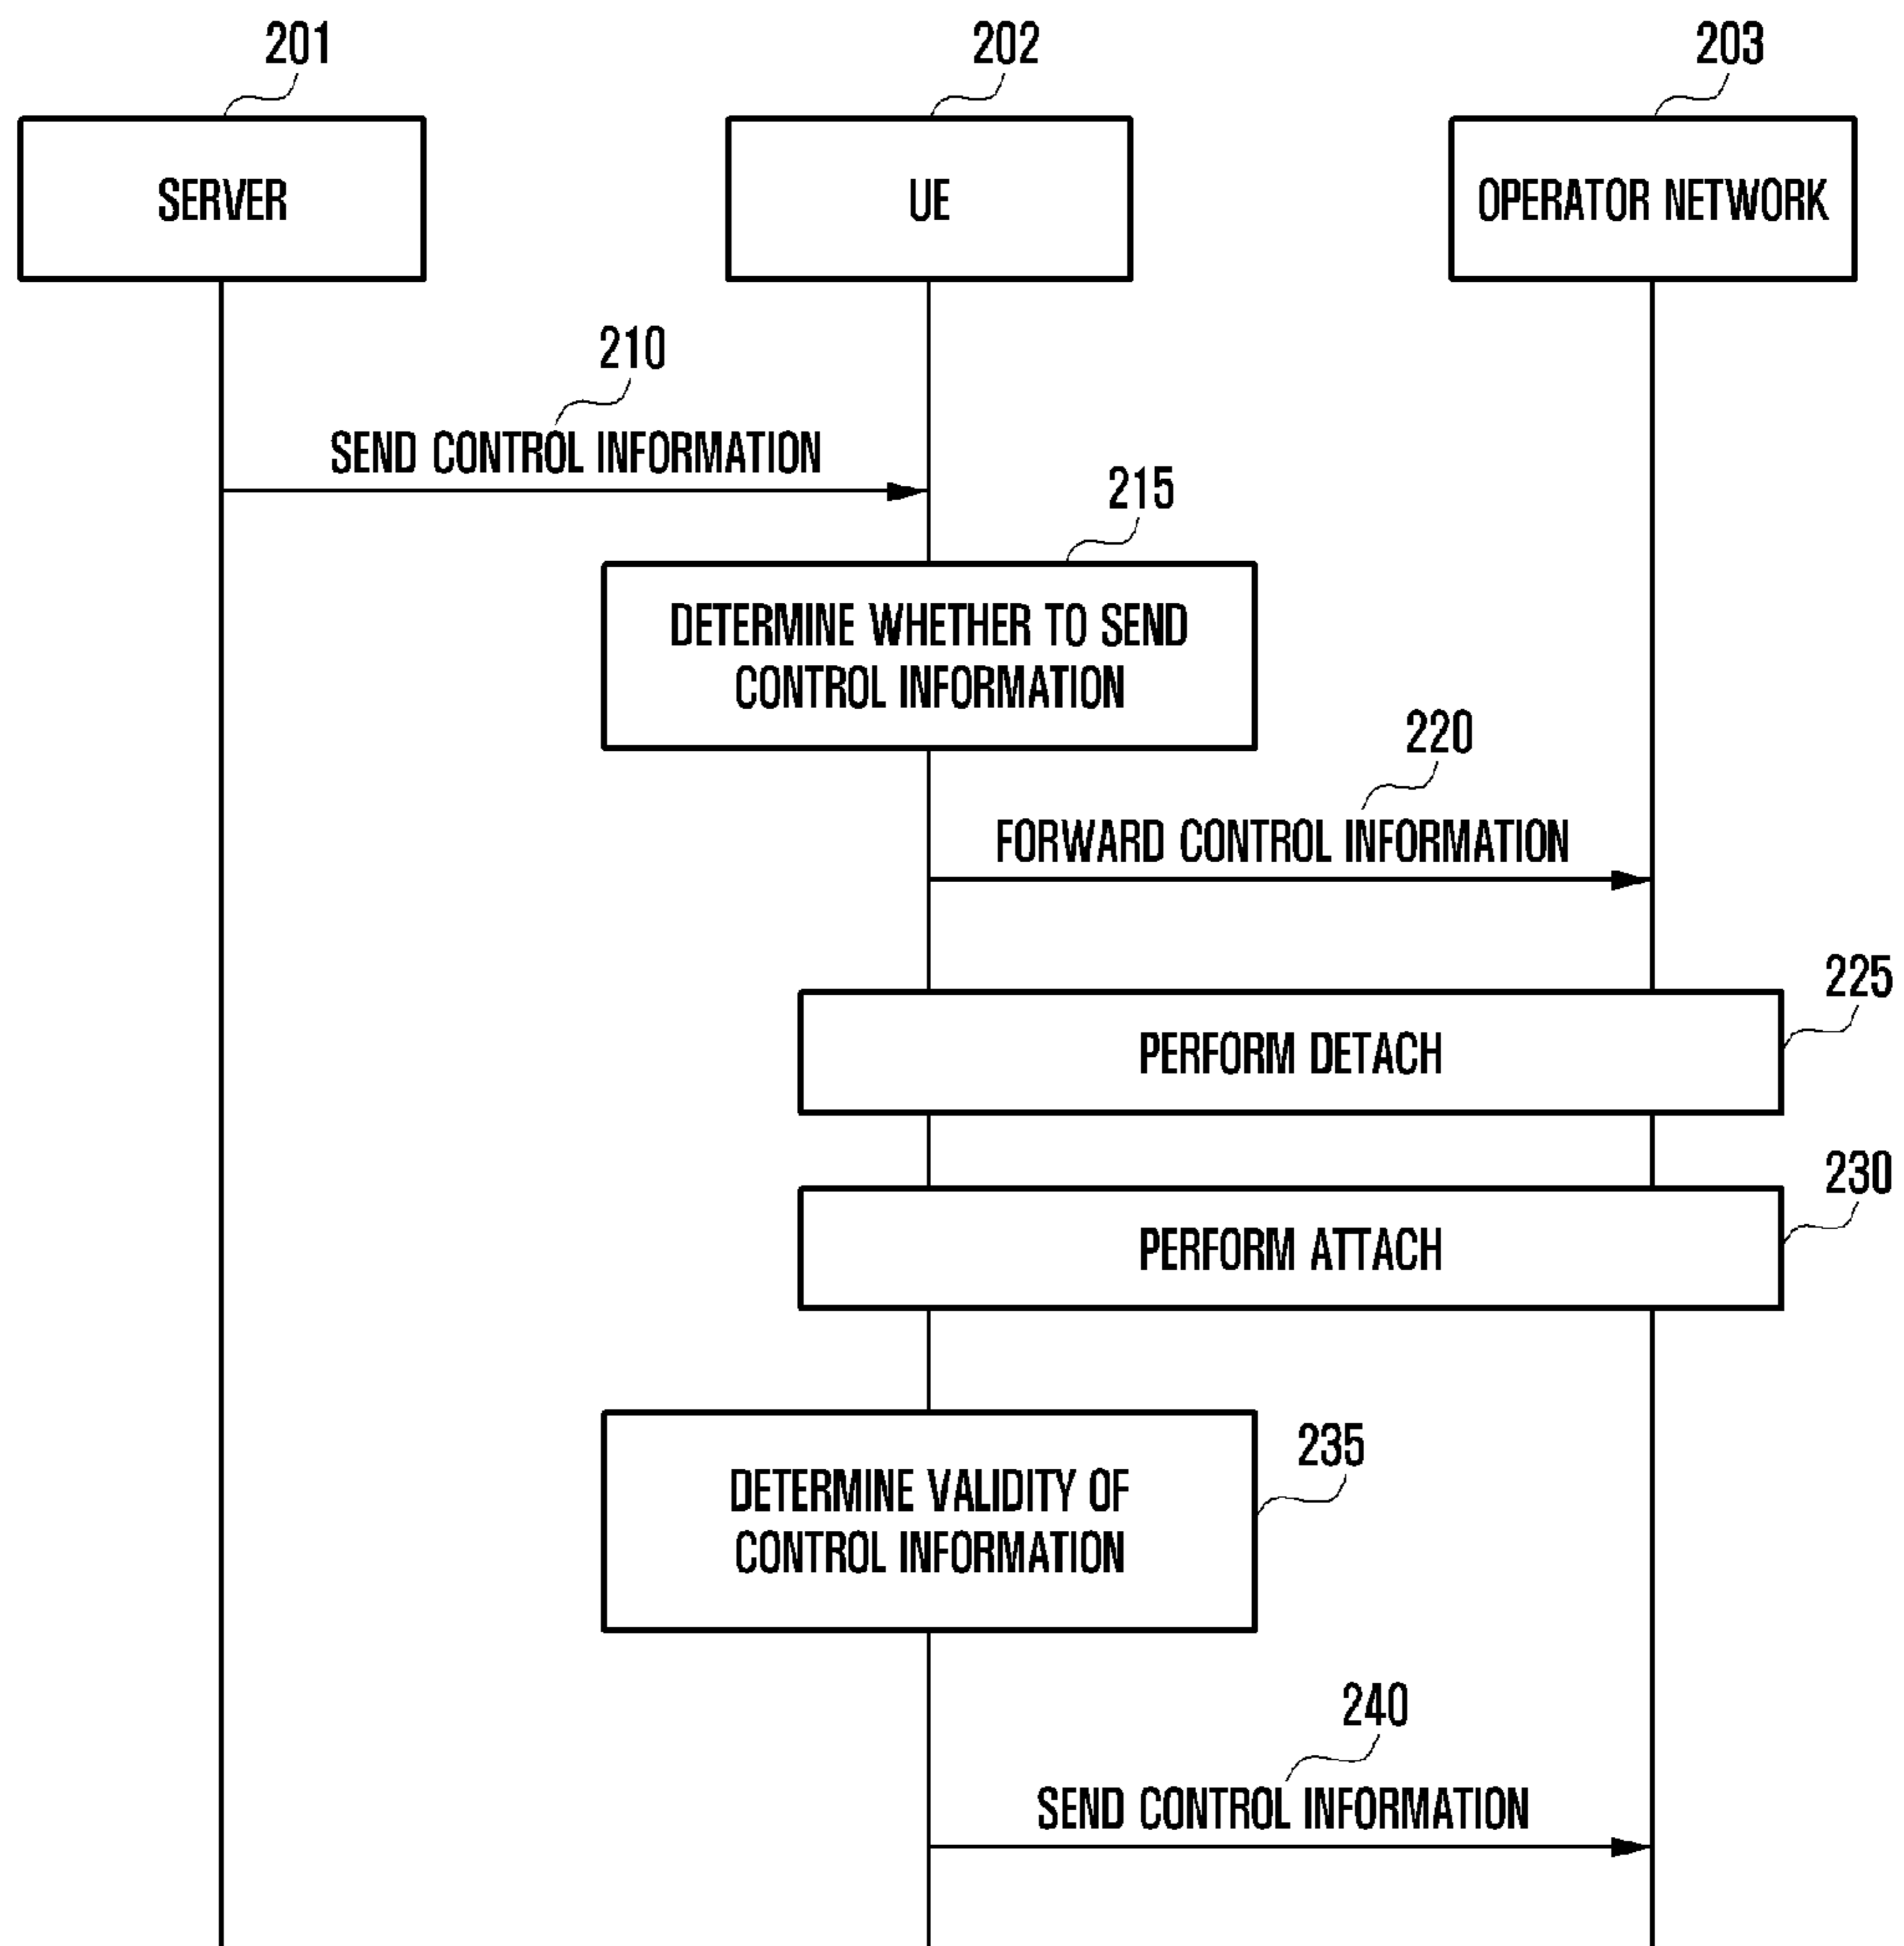 201
202
203
SERVER
UE
OPERATOR NETWORK
210
SEND CONTROL INFORMATION
215
DETERMINE WHETHER TO SEND
CONTROL INFORMATION
220
FORWARD CONTROL INFORMATION
225
PERFORM DETACH
230
PERFORM ATTACH
235
DETERMINE VALIDITY OF
CONTROL INFORMATION
240
SEND CONTROL INFORMATION